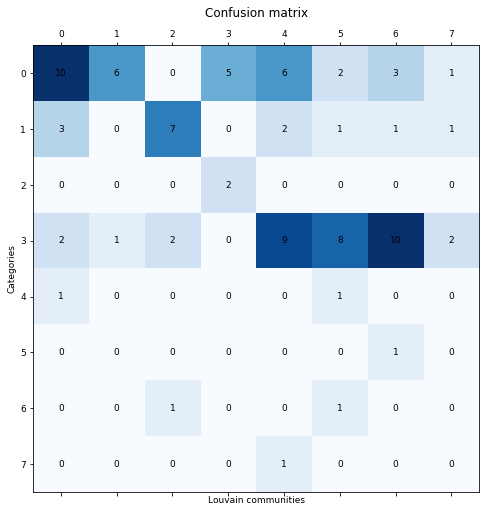 Confusion matrix
0 1 2 3 4 5 6 7
0 10 6 0 5 6 2 3 1
1 3 0 7 0 2 1 1 1
2 0 0 0 2 0 0 0 0
3 2 1 2 0 9 8 10 2
Categories
4 1 0 0 0 0 1 0 0
5 0 0 0 0 0 0 1 0
6 0 0 1 0 0 1 0 0
7 0 0 0 0 1 0 0 0
Louvain communities